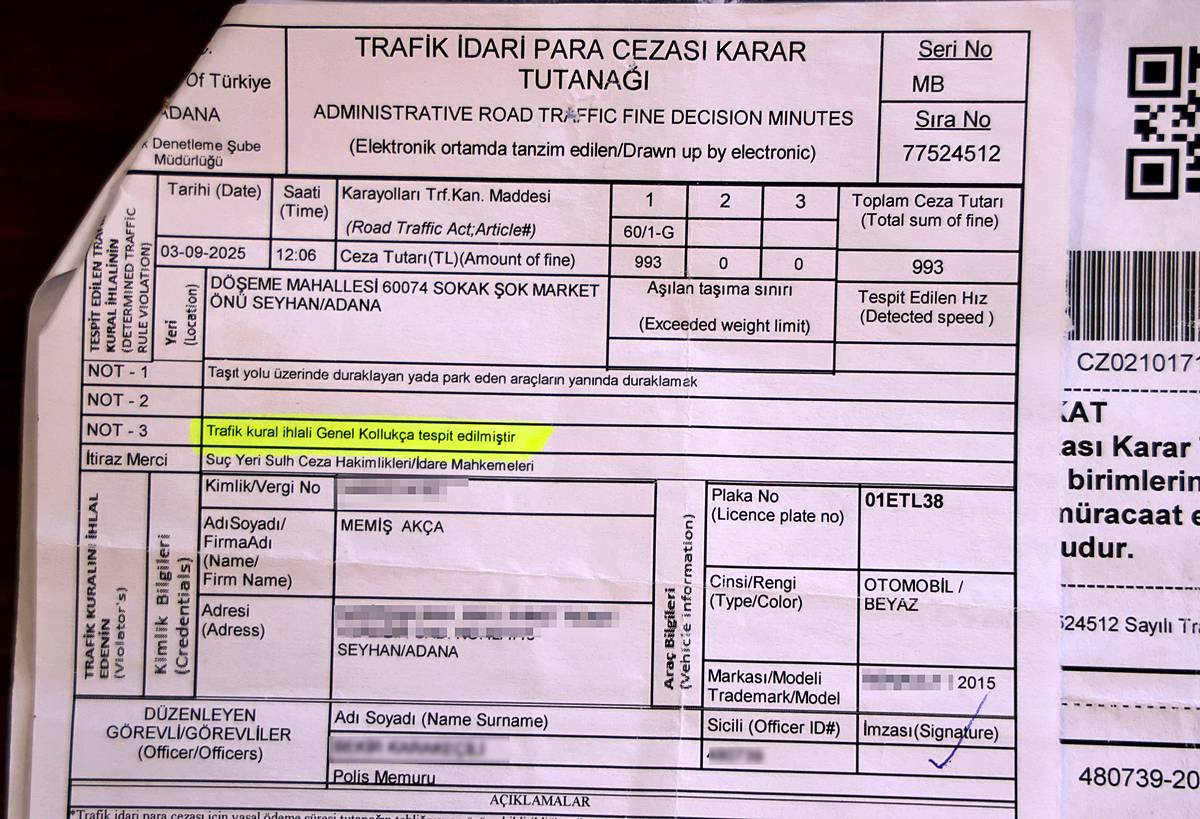 Of Türkiye
ADANA
Denetleme Şube
Müdürlüğü
TRAFİK İDARİ PARA CEZASI KARAR
TUTANAĞI
ADMINISTRATIVE ROAD TRAFFIC FINE DECISION MINUTES
(Elektronik ortamda tanzim edilen/Drawn up by electronic)
Seri No
MB
Sıra No
77524512
TESPİT EDİLEN TRA
KURAL İHLALİNİN
(DETERMINED TRAFFIC
RULE VIOLATION)
Tarihi (Date)
Saati
(Time)
Karayolları Trf.Kan. Maddesi
(Road Traffic Act;Article#)
1
2
3
60/1-G
Toplam Ceza Tutarı
(Total sum of fine)
03-09-2025
12:06
Ceza Tutarı(TL)(Amount of fine)
993
0
0
993
Yeri
(Location)
DÖŞEME MAHALLESİ 60074 SOKAK ŞOK MARKET
ÖNÜ SEYHAN/ADANA
Aşılan taşıma sınırı
(Exceeded weight limit)
Tespit Edilen Hız
(Detected speed )
NOT - 1
Taşıt yolu üzerinde duraklayan yada park eden araçların yanında duraklamak
NOT - 2
NOT - 3
Trafik kural ihlali Genel Kollukça tespit edilmiştir
İtiraz Merci
Suç Yeri Sulh Ceza Hakimlikleri/İdare Mahkemeleri
TRAFİK KURALINI İHLAL
EDENİN
(Violator's)
Kimlik Bilgileri
(Credentials)
Kimlik/Vergi No
AdıSoyadı/
FirmaAdı
(Name/
Firm Name)
MEMİŞ AKÇA
Adresi
(Adress)
SEYHAN/ADANA
Araç Bilgileri
(Vehicle information)
Plaka No
(Licence plate no)
01ETL38
Cinsi/Rengi
(Type/Color)
OTOMOBİL /
BEYAZ
Markası/Modeli
Trademark/Model
2015
DÜZENLEYEN
GÖREVLİ/GÖREVLİLER
(Officer/Officers)
Adı Soyadı (Name Surname)
Polis Memuru
Sicili (Officer ID#)
İmzası(Signature)
AÇIKLAMALAR
CZ0210171
KAT
ası Karar
birimlerin
müracaat e
udur.
524512 Sayılı Tr
480739-20